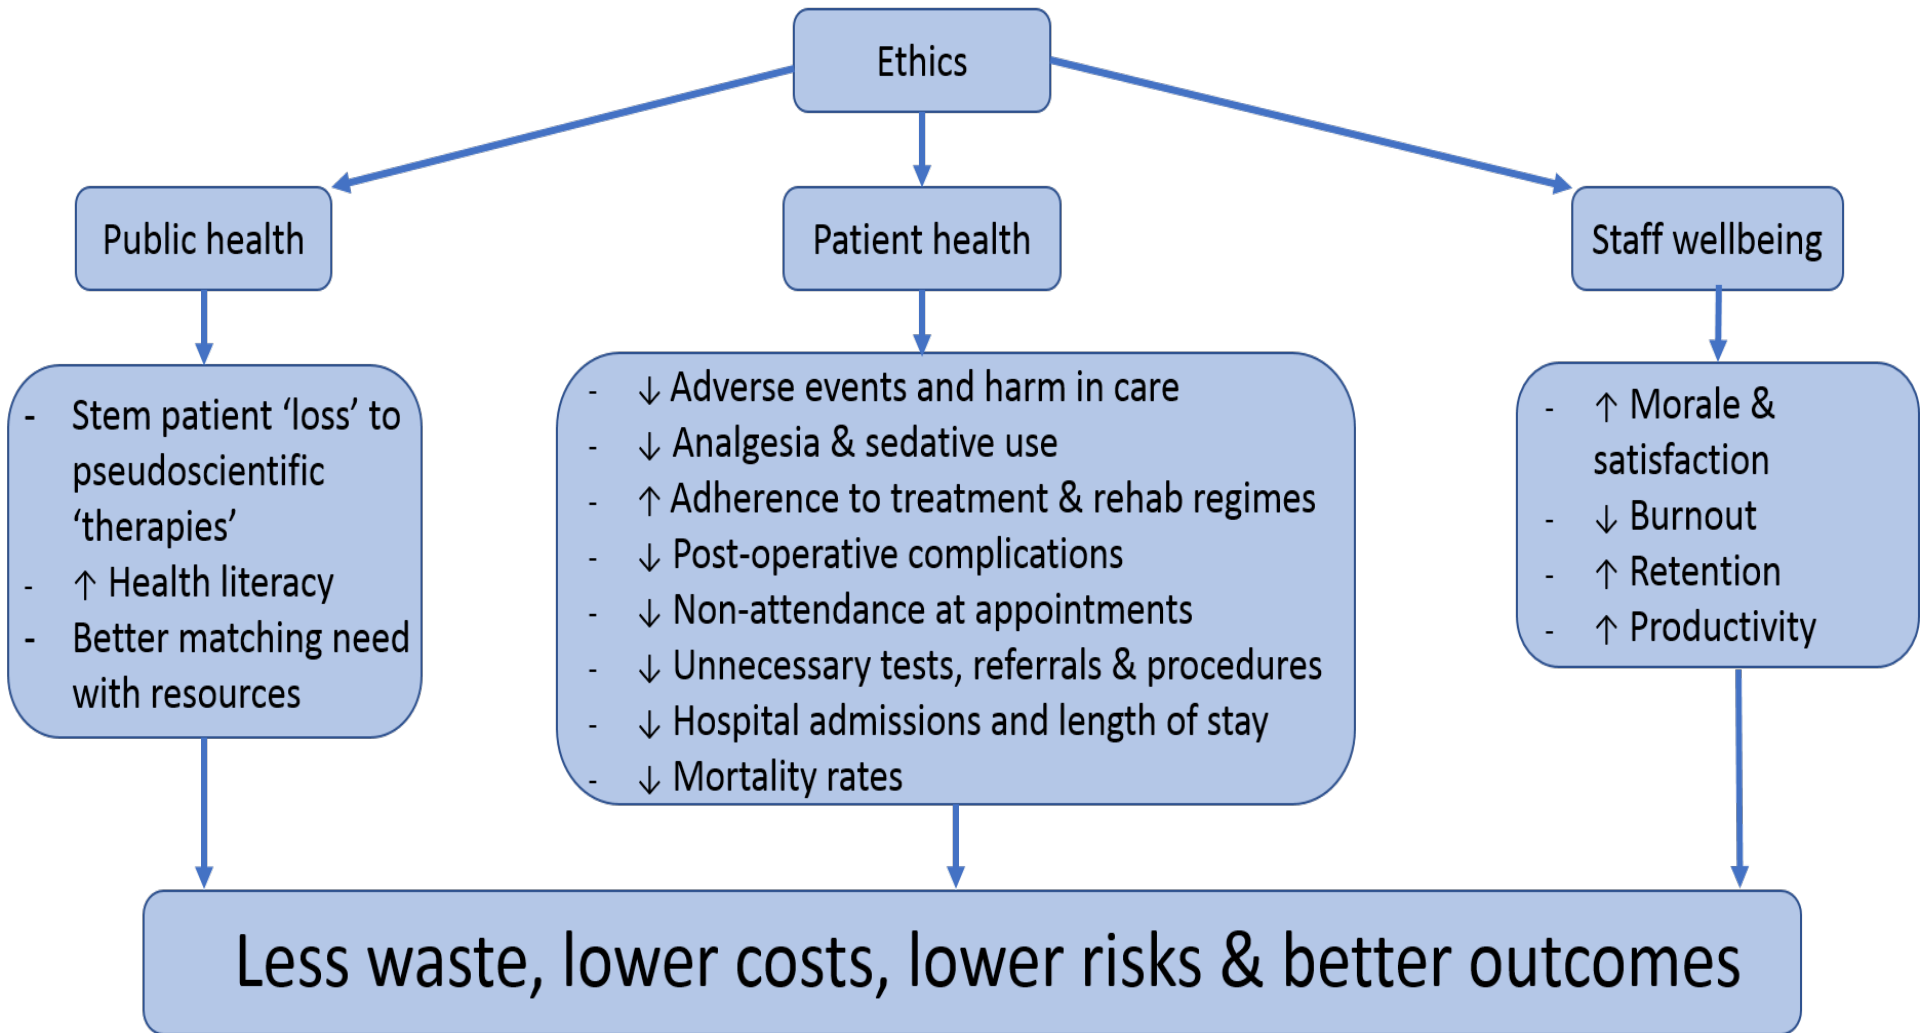 Ethics
Public health
Patient health
Staff wellbeing
- Stem patient ‘loss’ to
pseudoscientific
‘therapies’
- ↑ Health literacy
- Better matching need
with resources
- ↓ Adverse events and harm in care
- ↓ Analgesia & sedative use
- ↑ Adherence to treatment & rehab regimes
- ↓ Post-operative complications
- ↓ Non-attendance at appointments
- ↓ Unnecessary tests, referrals & procedures
- ↓ Hospital admissions and length of stay
- ↓ Mortality rates
- ↑ Morale &
satisfaction
- ↓ Burnout
- ↑ Retention
- ↑ Productivity
Less waste, lower costs, lower risks & better outcomes